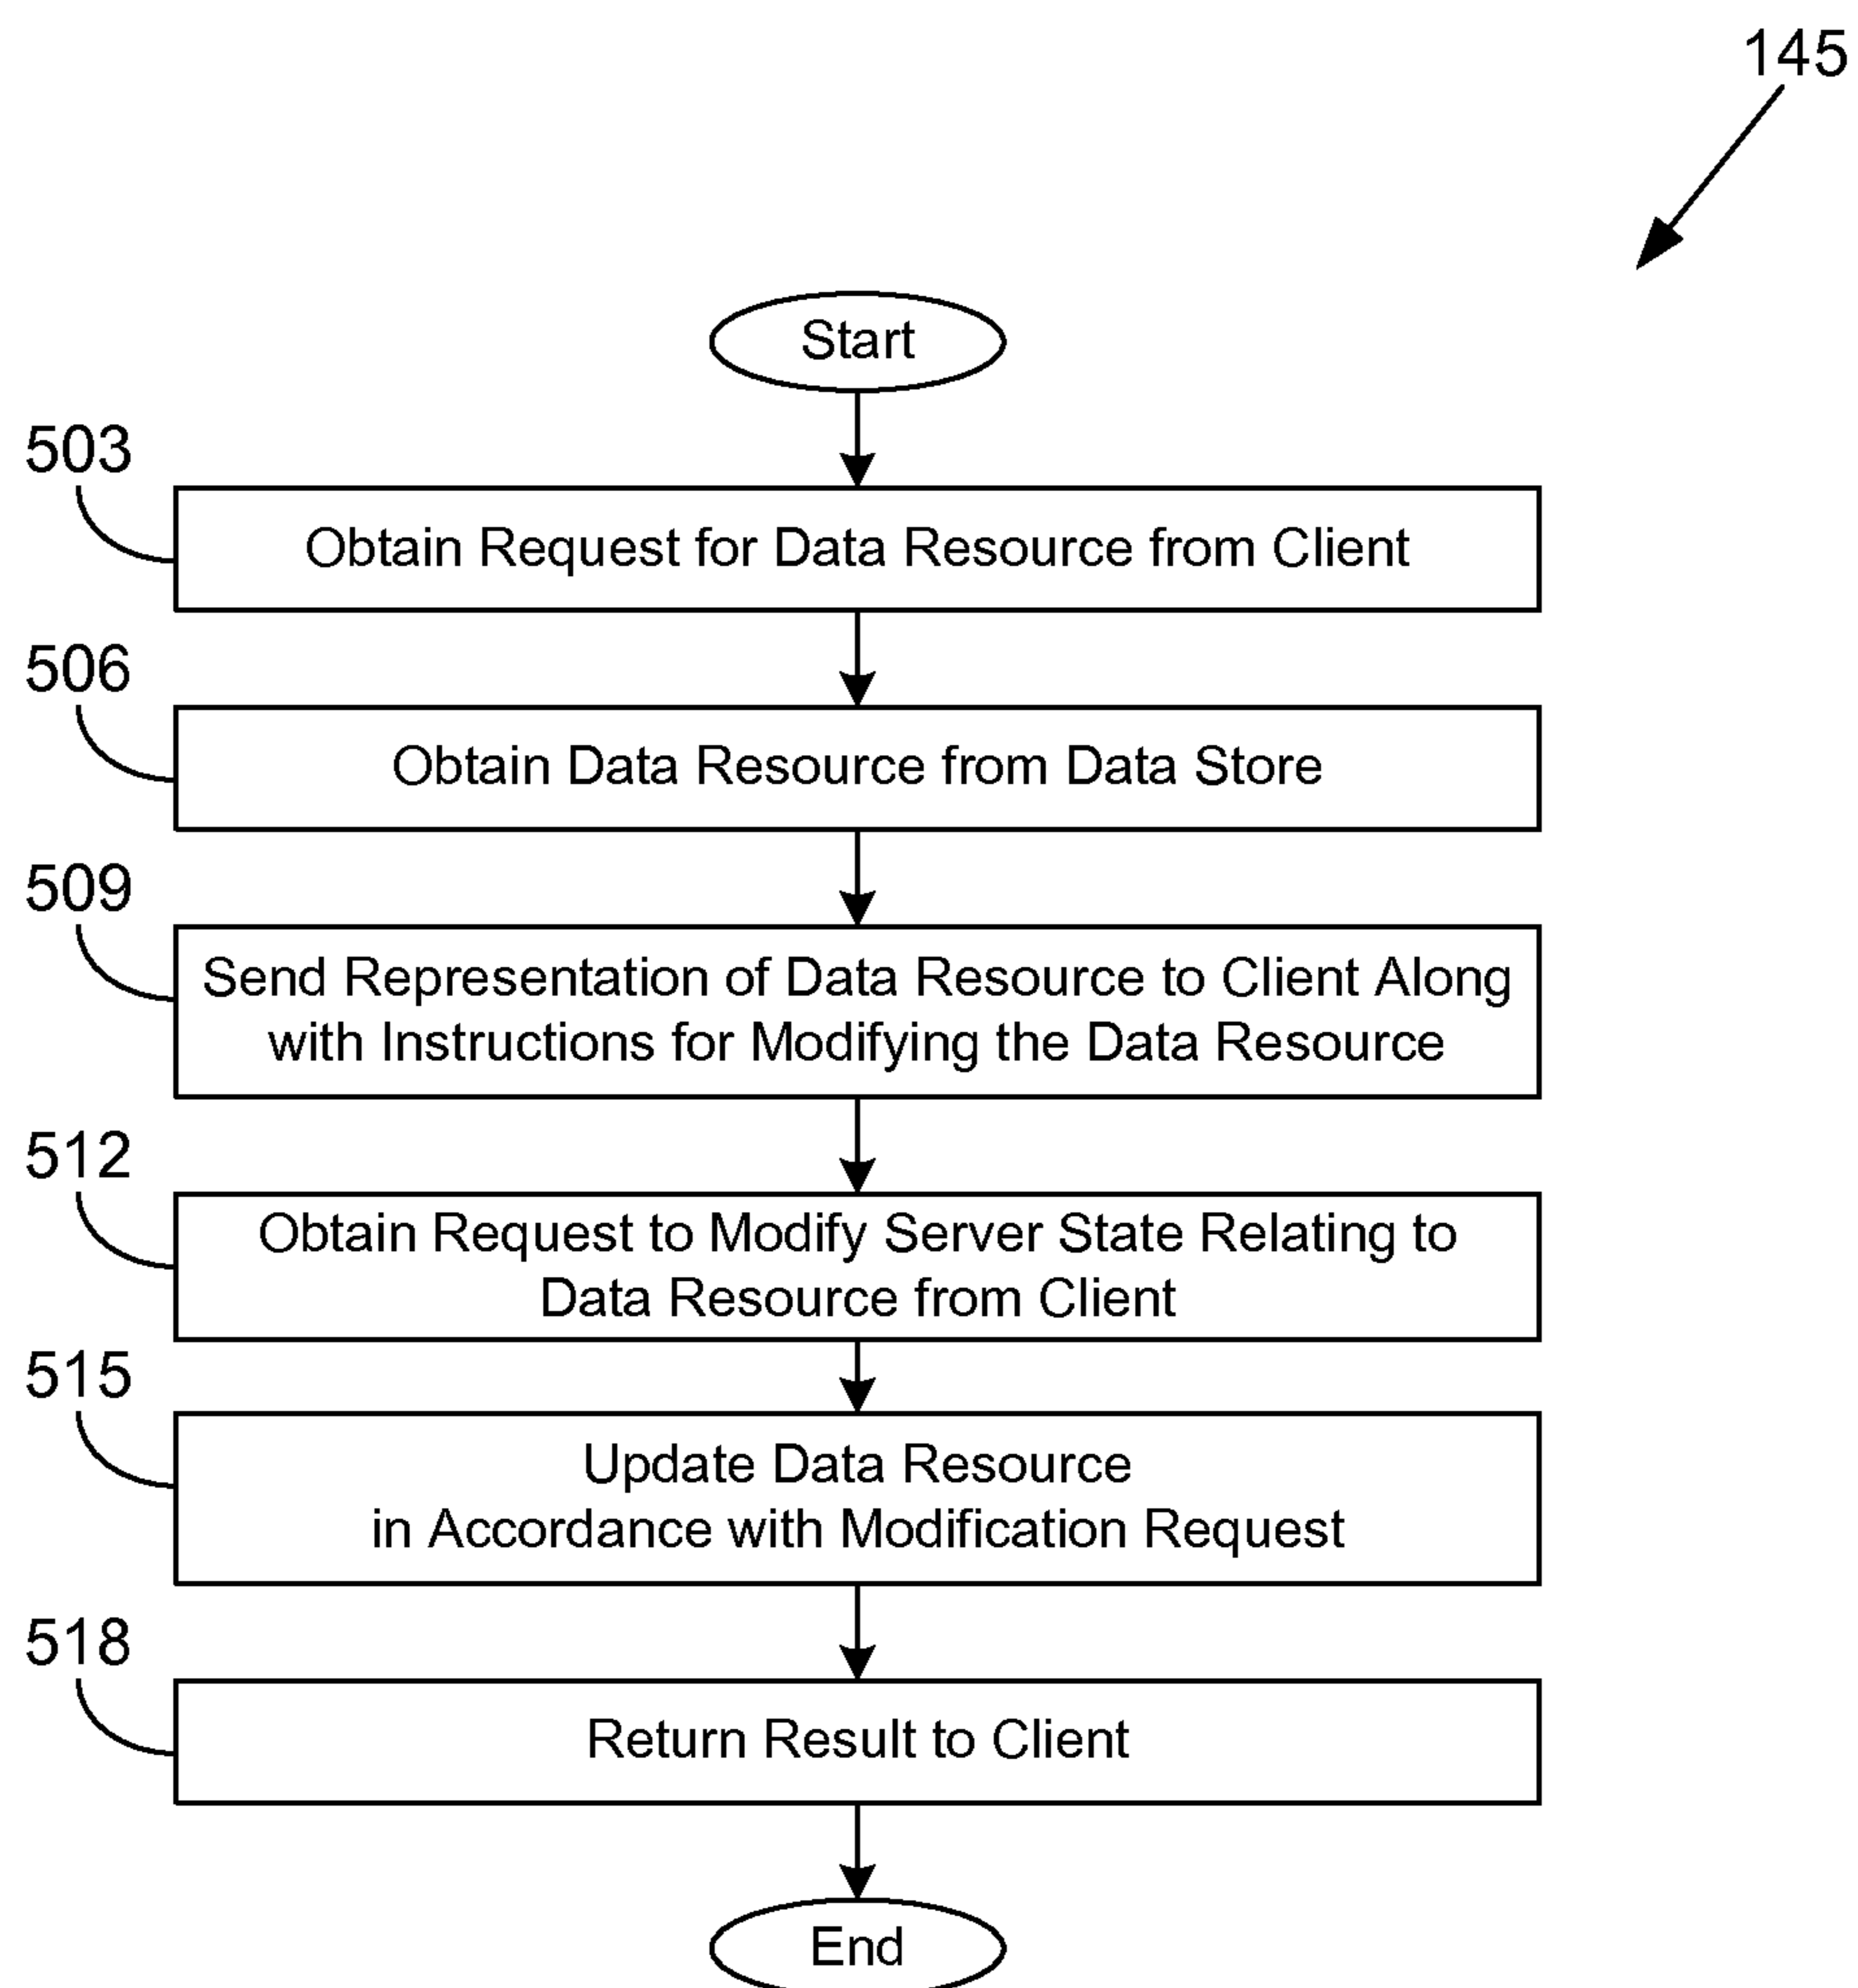 145
Start
503
Obtain Request for Data Resource from Client
506
Obtain Data Resource from Data Store
509
Send Representation of Data Resource to Client Along
with Instructions for Modifying the Data Resource
512
Obtain Request to Modify Server State Relating to
Data Resource from Client
515
Update Data Resource
in Accordance with Modification Request
518
Return Result to Client
End